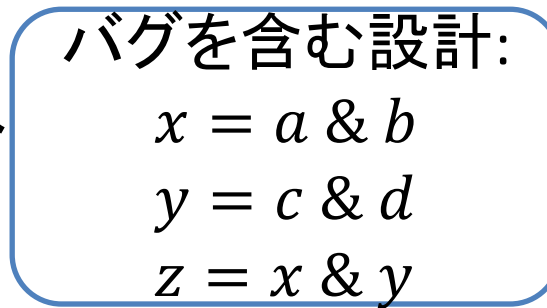 バグを含む設計:
x = a & b
y = c & d
z = x & y